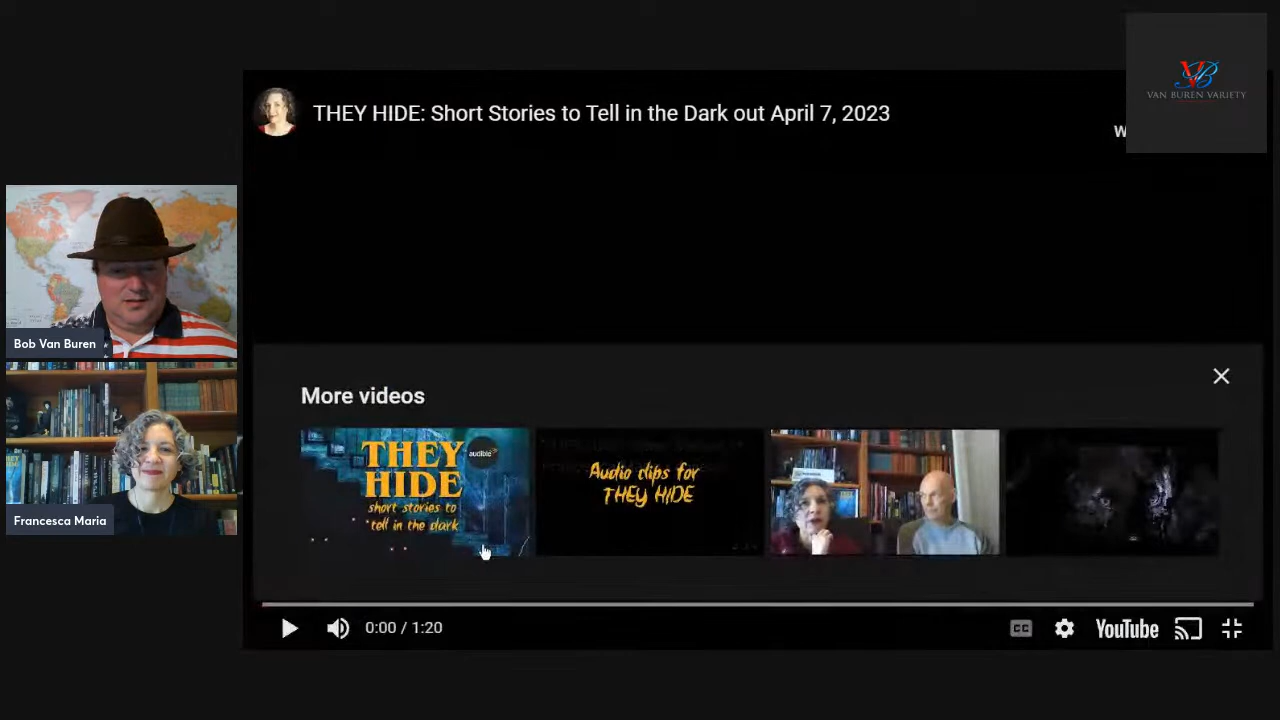 THEY HIDE: Short Stories to Tell in the Dark out April 7, 2023
W
VAN BUREN VARIETY
Bob Van Buren
Francesca Maria
More videos
THEY
HIDE
short stories to
tell in the dark
audible
Audio clips for
THEY HIDE
0:00 / 1:20
CC
YouTube